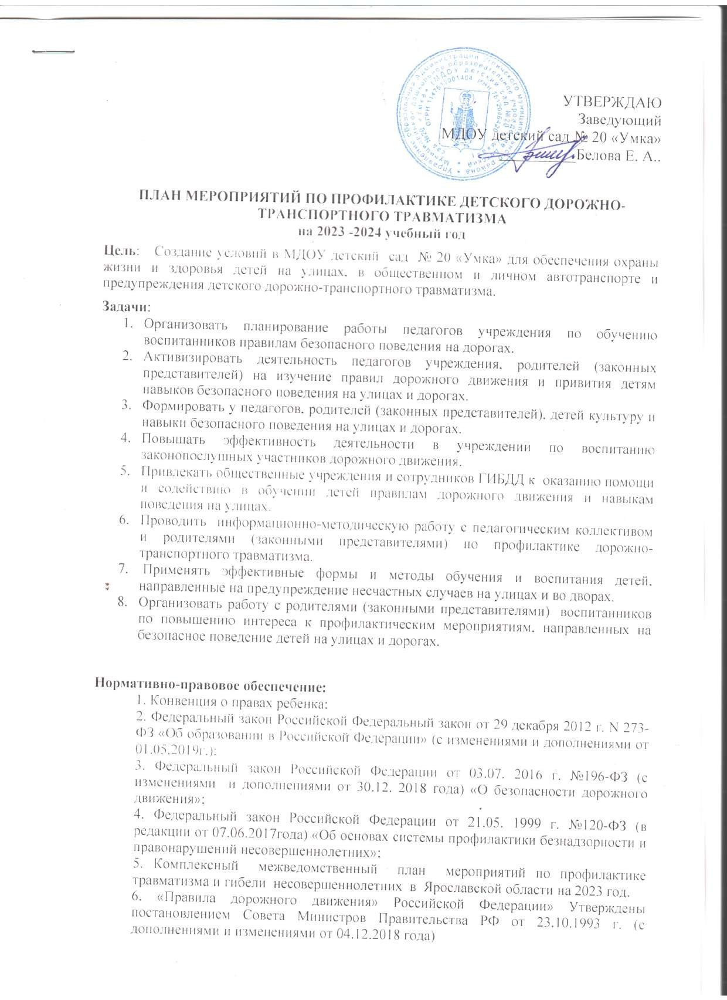 УТВЕРЖДАЮ
Заведующий
МДОУ детский сад № 20 «Умка»
Белова Е. А..
ПЛАН МЕРОПРИЯТИЙ ПО ПРОФИЛАКТИКЕ ДЕТСКОГО ДОРОЖНО-
ТРАНСПОРТНОГО ТРАВМАТИЗМА
на 2023 -2024 учебный год
Цель: Создание условий в МДОУ детский сад № 20 «Умка» для обеспечения охраны
жизни и здоровья детей на улицах, в общественном и личном автотранспорте и
предупреждения детского дорожно-транспортного травматизма.
Задачи:
1. Организовать планирование работы педагогов учреждения по обучению
воспитанников правилам безопасного поведения на дорогах.
2. Активизировать деятельность педагогов учреждения, родителей (законных
представителей) на изучение правил дорожного движения и привития детям
навыков безопасного поведения на улицах и дорогах.
3. Формировать у педагогов, родителей (законных представителей), детей культуру и
навыки безопасного поведения на улицах и дорогах.
4. Повышать эффективность деятельности в учреждении по воспитанию
законопослушных участников дорожного движения.
5. Привлекать общественные учреждения и сотрудников ГИБДД к оказанию помощи
и содействию в обучении детей правилам дорожного движения и навыкам
поведения на улицах.
6. Проводить информационно-методическую работу с педагогическим коллективом
и родителями (законными представителями) по профилактике дорожно-
транспортного травматизма.
7. Применять эффективные формы и методы обучения и воспитания детей,
направленные на предупреждение несчастных случаев на улицах и во дворах.
8. Организовать работу с родителями (законными представителями) воспитанников
по повышению интереса к профилактическим мероприятиям, направленных на
безопасное поведение детей на улицах и дорогах.
Нормативно-правовое обеспечение:
1. Конвенция о правах ребенка;
2. Федеральный закон Российской Федеральный закон от 29 декабря 2012 г. N 273-
ФЗ «Об образовании в Российской Федерации» (с изменениями и дополнениями от
01.05.2019г.);
3. Федеральный закон Российской Федерации от 03.07. 2016 г. №196-ФЗ (с
изменениями и дополнениями от 30.12. 2018 года) «О безопасности дорожного
движения»;
4. Федеральный закон Российской Федерации от 21.05. 1999 г. №120-ФЗ (в
редакции от 07.06.2017года) «Об основах системы профилактики безнадзорности и
правонарушений несовершеннолетних»;
5. Комплексный межведомственный план мероприятий по профилактике
травматизма и гибели несовершеннолетних в Ярославской области на 2023 год.
6. «Правила дорожного движения» Российской Федерации» Утверждены
постановлением Совета Министров Правительства РФ от 23.10.1993 г. (с
дополнениями и изменениями от 04.12.2018 года)